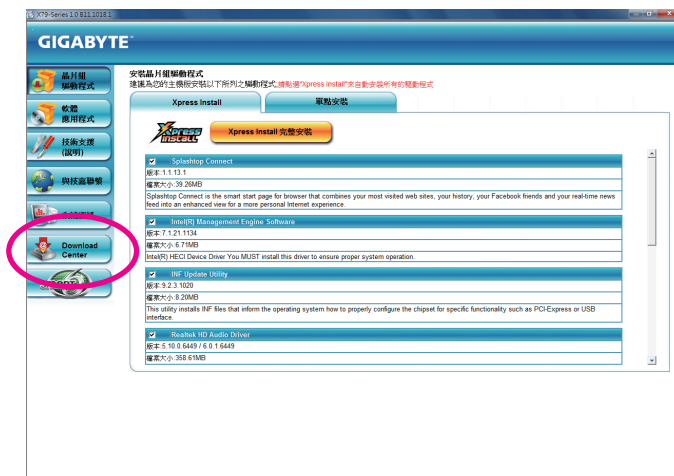 X79-Series 1.0 B11.1018.1
GIGABYTE™
晶片組
驅動程式
軟體
應用程式
技術支援
(說明)
與技嘉聯繫
Download
Center
安裝晶片組驅動程式
建議為您的主機板安裝以下所列之驅動程式,請點選"Xpress Install"來自動安裝所有的驅動程式
Xpress Install
單點安裝
Xpress
INSTALL
Xpress Install 完整安裝
Splashtop Connect
版本:1.1.13.1
檔案大小:39.26MB
Splashtop Connect is the smart start page for browser that combines your most visited web sites, your history, your Facebook friends and your real-time news
feed into an enhanced view for a more personal Internet experience.
Intel(R) Management Engine Software
版本:7.1.21.1134
檔案大小:6.71MB
Intel(R) HECI Device Driver You MUST install this driver to ensure proper system operation.
INF Update Utility
版本:9.2.3.1020
檔案大小:8.20MB
This utility installs INF files that inform the operating system how to properly configure the chipset for specific functionality such as PCI-Express or USB
interface.
Realtek HD Audio Driver
版本:5.10.0.6449 / 6.0.1.6449
檔案大小:358.61MB